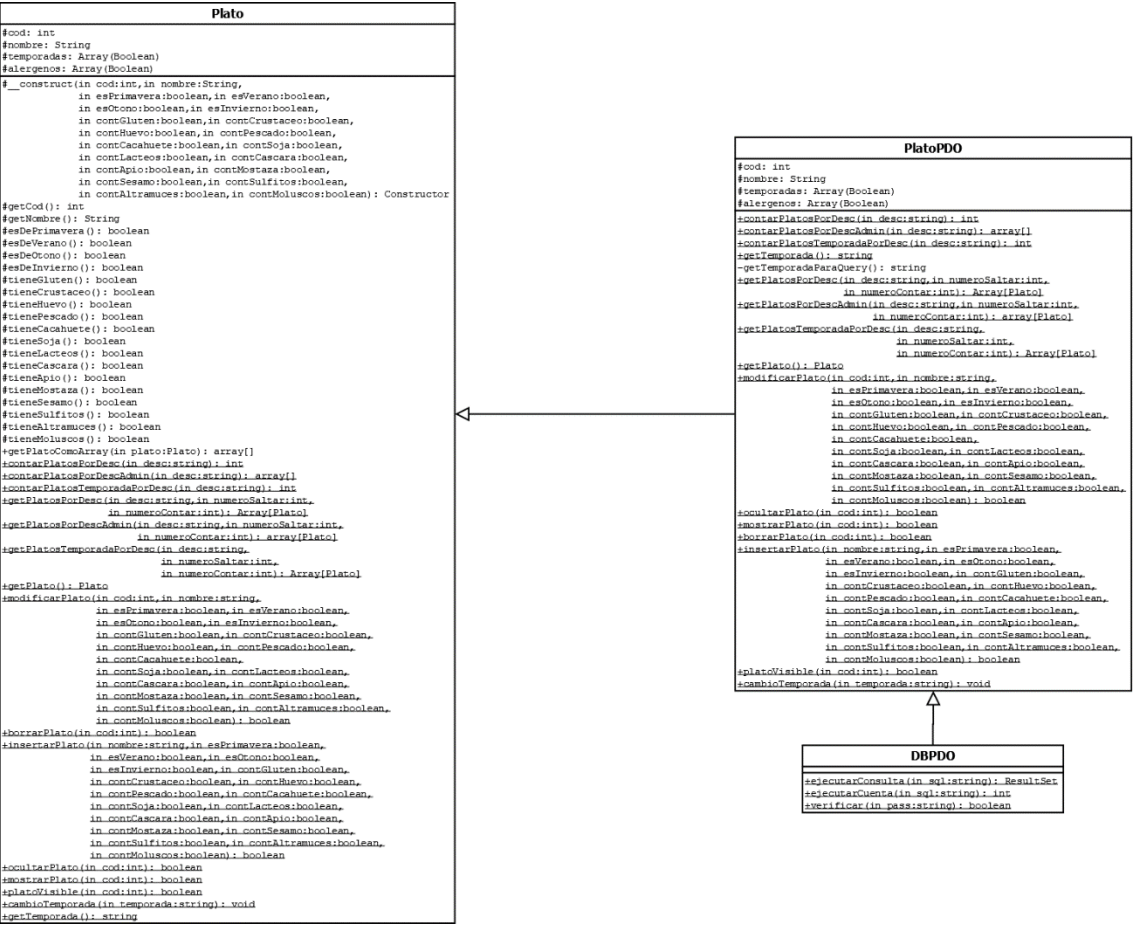 Plato
#cod: int
#nombre: String
#temporadas: Array(Boolean)
#alergenos: Array(Boolean)
#__construct(in cod:int,in nombre:String,
in esPrimavera:boolean,in esVerano:boolean,
in esOtono:boolean,in esInvierno:boolean,
in contGluten:boolean,in contCrustaceo:boolean,
in contHuevo:boolean,in contPescado:boolean,
in contCacahuete:boolean,in contSoja:boolean,
in contLacteos:boolean,in contCascara:boolean,
in contApio:boolean,in contMostaza:boolean,
in contSesamo:boolean,in contSulfitos:boolean,
in contAltramuces:boolean,in contMoluscos:boolean): Constructor
#getCod(): int
#getNombre(): String
#esDePrimavera(): boolean
#esDeVerano(): boolean
#esDeOtono(): boolean
#esDeInvierno(): boolean
#tieneGluten(): boolean
#tieneCrustaceo(): boolean
#tieneHuevo(): boolean
#tienePescado(): boolean
#tieneCacahuete(): boolean
#tieneSoja(): boolean
#tieneLacteos(): boolean
#tieneCascara(): boolean
#tieneApio(): boolean
#tieneMostaza(): boolean
#tieneSesamo(): boolean
#tieneSulfitos(): boolean
#tieneAltramuces(): boolean
#tieneMoluscos(): boolean
+getPlatoComoArray(in plato:Plato): array[]
+contarPlatosPorDesc(in desc:string): int
+contarPlatosPorDescAdmin(in desc:string): array[]
+contarPlatosTemporadaPorDesc(in desc:string): int
+getPlatosPorDesc(in desc:string,in numeroSaltar:int,
in numeroContar:int): Array[Plato]
+getPlatosPorDescAdmin(in desc:string,in numeroSaltar:int,
in numeroContar:int): array[Plato]
+getPlatosTemporadaPorDesc(in desc:string,
in numeroSaltar:int,
in numeroContar:int): Array[Plato]
+getPlato(): Plato
+modificarPlato(in cod:int,in nombre:string,
in esPrimavera:boolean,in esVerano:boolean,
in esOtono:boolean,in esInvierno:boolean,
in contGluten:boolean,in contCrustaceo:boolean,
in contHuevo:boolean,in contPescado:boolean,
in contCacahuete:boolean,
in contSoja:boolean,in contLacteos:boolean,
in contCascara:boolean,in contApio:boolean,
in contMostaza:boolean,in contSesamo:boolean,
in contSulfitos:boolean,in contAltramuces:boolean,
in contMoluscos:boolean): boolean
+borrarPlato(in cod:int): boolean
+insertarPlato(in nombre:string,in esPrimavera:boolean,
in esVerano:boolean,in esOtono:boolean,
in esInvierno:boolean,in contGluten:boolean,
in contCrustaceo:boolean,in contHuevo:boolean,
in contPescado:boolean,in contCacahuete:boolean,
in contSoja:boolean,in contLacteos:boolean,
in contCascara:boolean,in contApio:boolean,
in contMostaza:boolean,in contSesamo:boolean,
in contSulfitos:boolean,in contAltramuces:boolean,
in contMoluscos:boolean): boolean
+ocultarPlato(in cod:int): boolean
+mostrarPlato(in cod:int): boolean
+platoVisible(in cod:int): boolean
+cambioTemporada(in temporada:string): void
+getTemporada(): string
PlatoPDO
#cod: int
#nombre: String
#temporadas: Array(Boolean)
#alergenos: Array(Boolean)
+contarPlatosPorDesc(in desc:string): int
+contarPlatosPorDescAdmin(in desc:string): array[]
+contarPlatosTemporadaPorDesc(in desc:string): int
+getTemporada(): string
-getTemporadaParaQuery(): string
+getPlatosPorDesc(in desc:string,in numeroSaltar:int,
in numeroContar:int): Array[Plato]
+getPlatosPorDescAdmin(in desc:string,in numeroSaltar:int,
in numeroContar:int): array[Plato]
+getPlatosTemporadaPorDesc(in desc:string,
in numeroSaltar:int,
in numeroContar:int): Array[Plato]
+getPlato(): Plato
+modificarPlato(in cod:int,in nombre:string,
in esPrimavera:boolean,in esVerano:boolean,
in esOtono:boolean,in esInvierno:boolean,
in contGluten:boolean,in contCrustaceo:boolean,
in contHuevo:boolean,in contPescado:boolean,
in contCacahuete:boolean,
in contSoja:boolean,in contLacteos:boolean,
in contCascara:boolean,in contApio:boolean,
in contMostaza:boolean,in contSesamo:boolean,
in contSulfitos:boolean,in contAltramuces:boolean,
in contMoluscos:boolean): boolean
+ocultarPlato(in cod:int): boolean
+mostrarPlato(in cod:int): boolean
+borrarPlato(in cod:int): boolean
+insertarPlato(in nombre:string,in esPrimavera:boolean,
in esVerano:boolean,in esOtono:boolean,
in esInvierno:boolean,in contGluten:boolean,
in contCrustaceo:boolean,in contHuevo:boolean,
in contPescado:boolean,in contCacahuete:boolean,
in contSoja:boolean,in contLacteos:boolean,
in contCascara:boolean,in contApio:boolean,
in contMostaza:boolean,in contSesamo:boolean,
in contSulfitos:boolean,in contAltramuces:boolean,
in contMoluscos:boolean): boolean
+platoVisible(in cod:int): boolean
+cambioTemporada(in temporada:string): void
DBPDO
+ejecutarConsulta(in sql:string): ResultSet
+ejecutarCuenta(in sql:string): int
+verificar(in pass:string): boolean